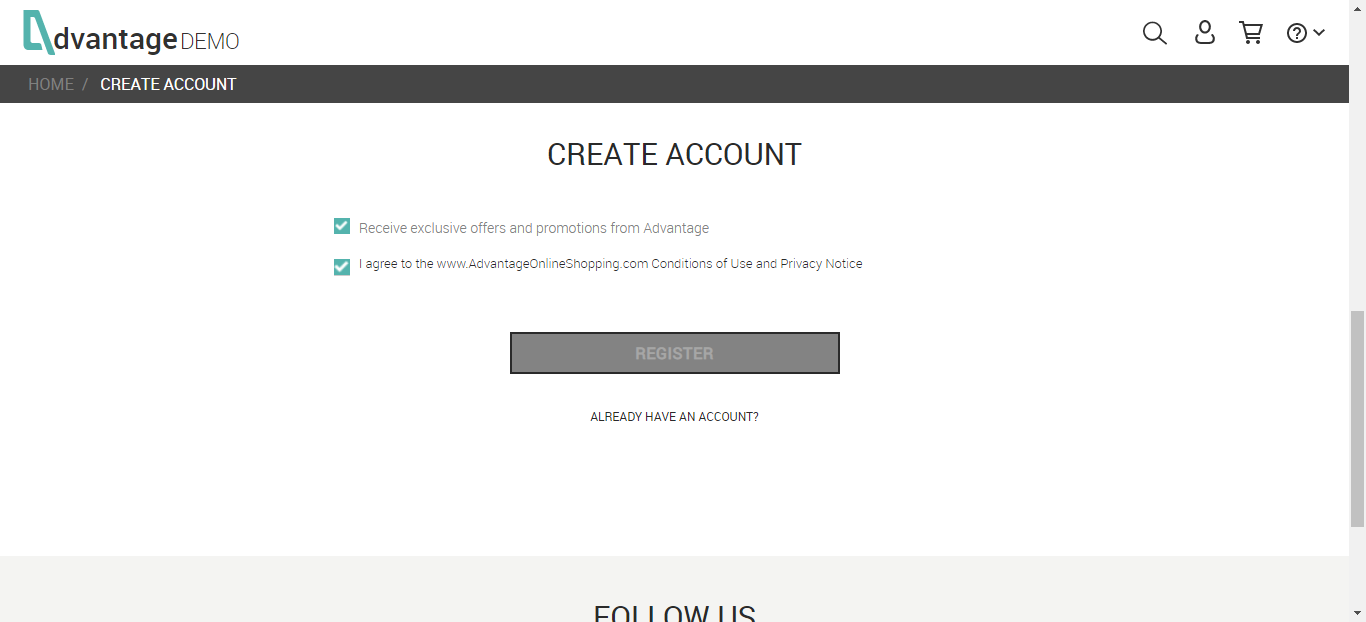 dvantage DEMO
HOME / CREATE ACCOUNT
CREATE ACCOUNT
Receive exclusive offers and promotions from Advantage
I agree to the www.AdvantageOnlineShopping.com Conditions of Use and Privacy Notice
REGISTER
ALREADY HAVE AN ACCOUNT?
FOLLOW US